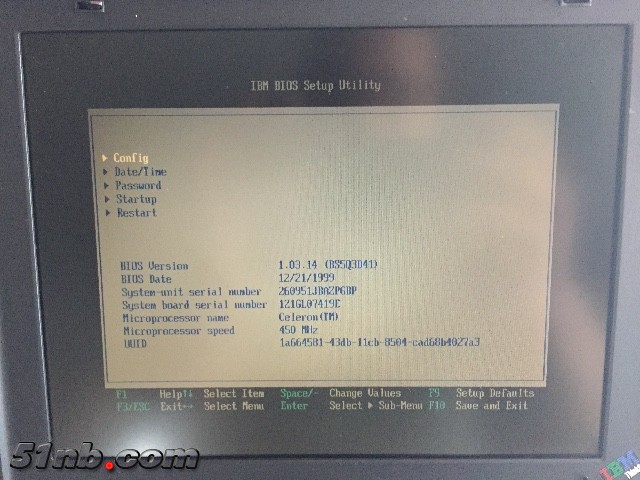 IBM BIOS Setup Utility
Config
Date/Time
Password
Startup
Restart
BIOS Version 1.03.14 (DS5Q3D41)
BIOS Date 12/21/1999
System-unit serial number
System board serial number 1Z1GL07419E
Microprocessor name Celeron(TM)
Microprocessor speed 450 MHz
UUID 1a664581-43db-11cb-8504-cad68b4027a3
F1 Help ↑↓ Select Item Space/- Change Values F9 Setup Defaults
F3/ESC Exit ←→ Select Menu Enter Select ▶ Sub-Menu F10 Save and Exit
51nb.com
IBM